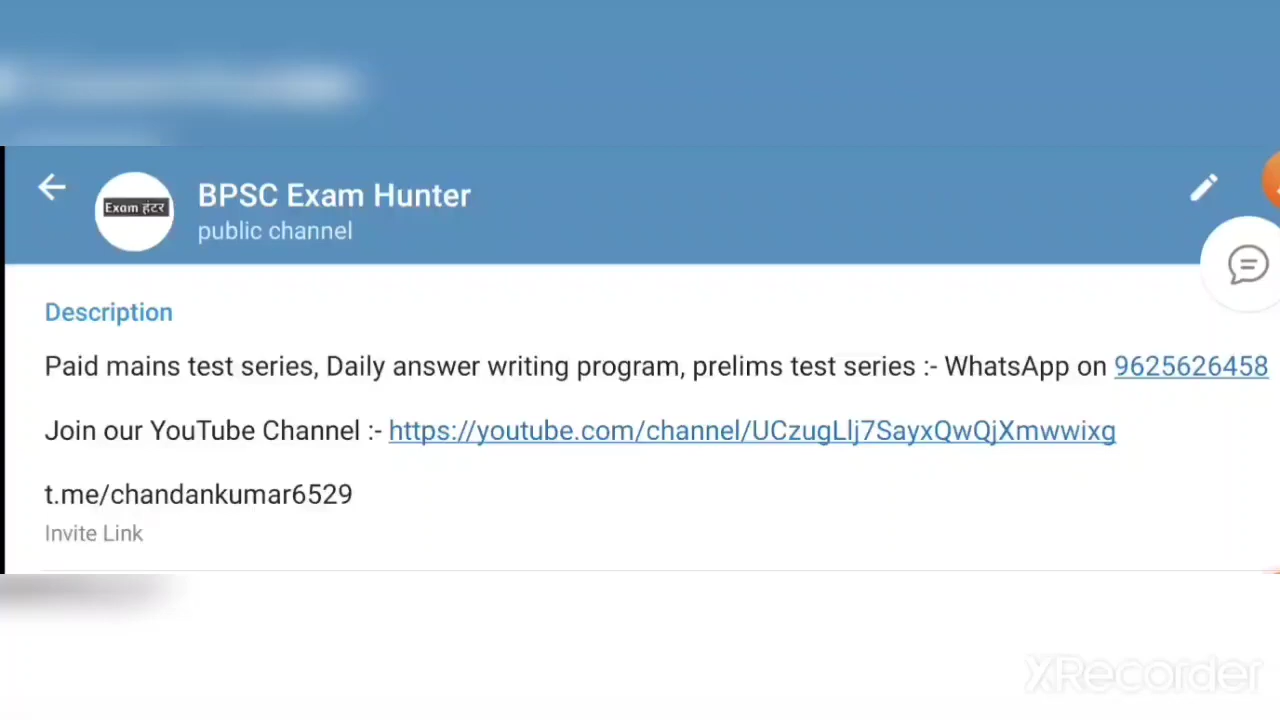 BPSC Exam Hunter
Exam हंटर
public channel
Description
Paid mains test series, Daily answer writing program, prelims test series :- WhatsApp on 9625626458
Join our YouTube Channel :- https://youtube.com/channel/UCzugLlj7SayxQwQjXmwwixg
t.me/chandankumar6529
Invite Link
XRecorder